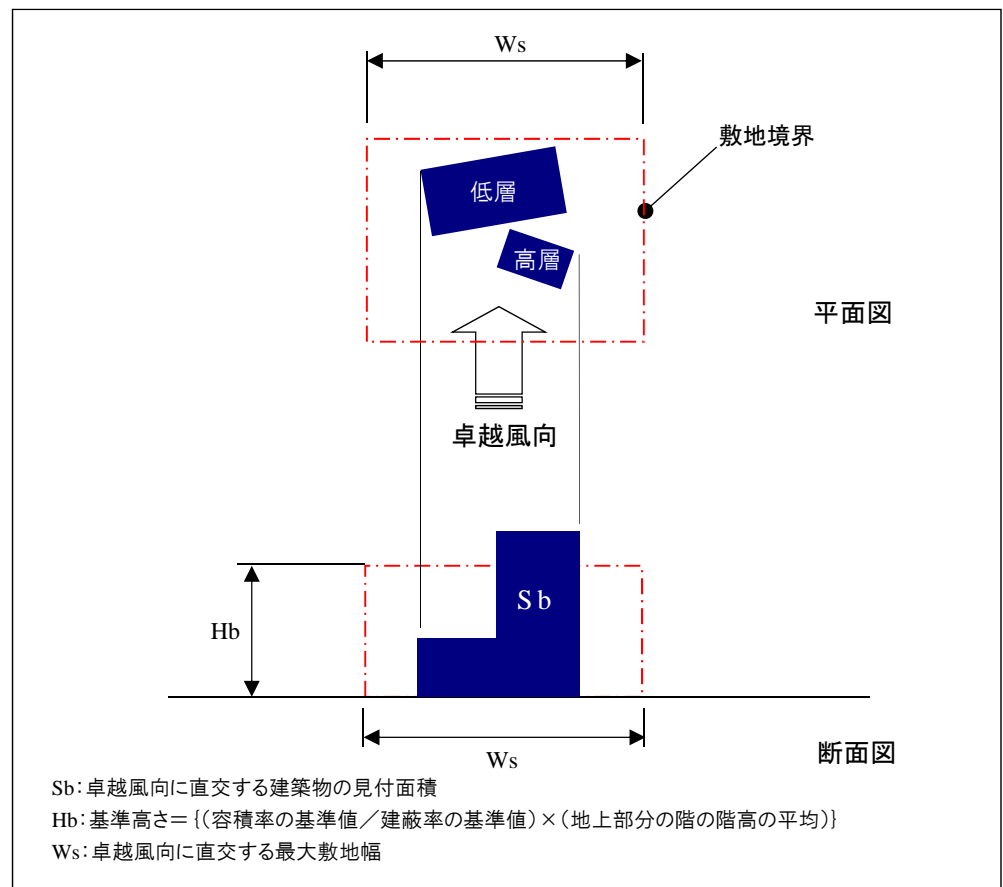 Ws
敷地境界
低層
高層
平面図
卓越風向
Sb
Hb
Ws
断面図
Sb：卓越風向に直交する建築物の見付面積
Hb：基準高さ＝｛（容積率の基準値／建蔽率の基準値）×（地上部分の階の階高の平均）｝
Ws：卓越風向に直交する最大敷地幅